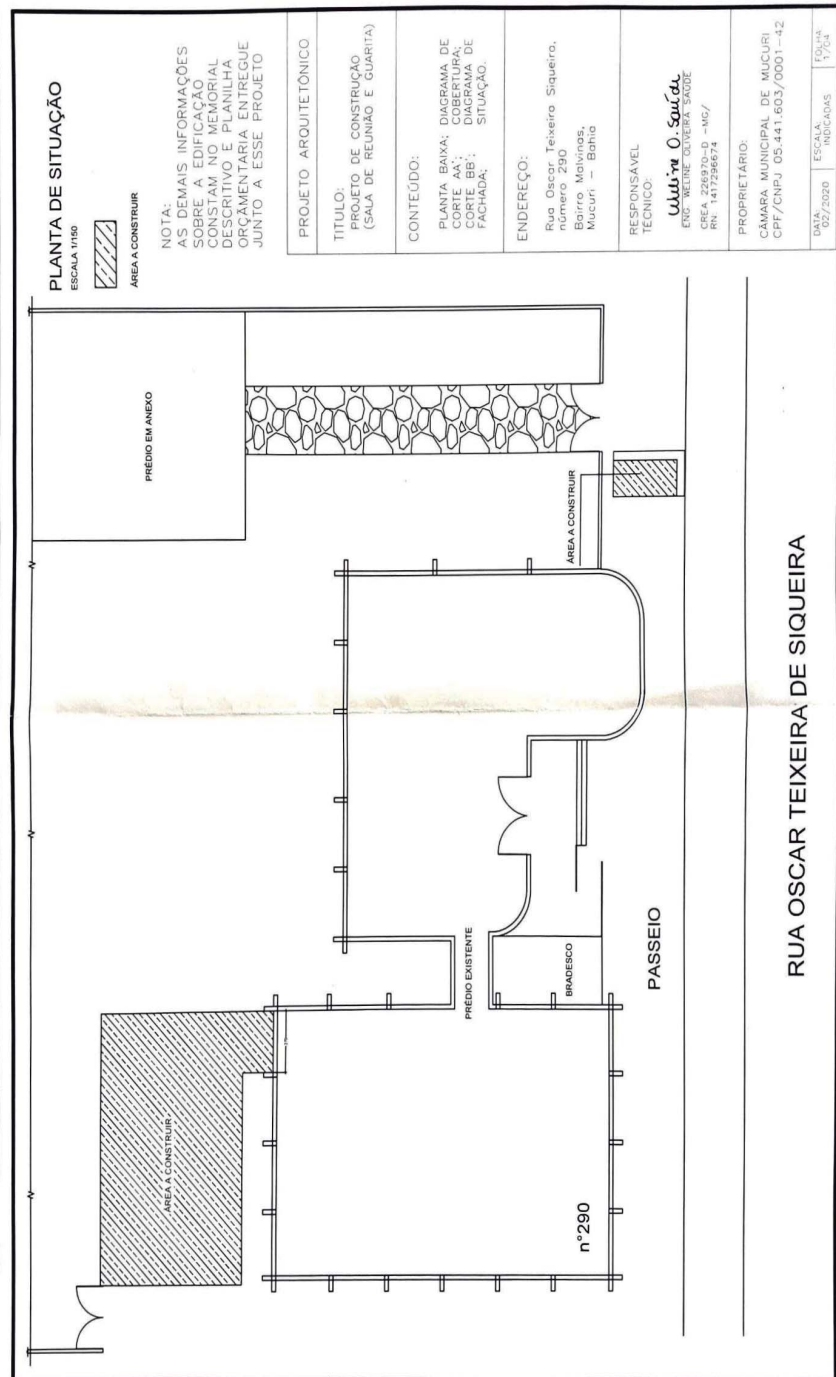 PLANTA DE SITUAÇÃO
ESCALA 1/150
ÁREA A CONSTRUIR
NOTA:
AS DEMAIS INFORMAÇÕES
SOBRE A EDIFICAÇÃO
CONSTAM NO MEMORIAL
DESCRITIVO E PLANILHA
ORÇAMENTARIA ENTREGUE
JUNTO A ESSE PROJETO
PROJETO ARQUITETÔNICO
TITULO:
PROJETO DE CONSTRUÇÃO
(SALA DE REUNIÃO E GUARITA)
CONTEÚDO:
PLANTA BAIXA; DIAGRAMA DE
CORTE AA'; COBERTURA;
CORTE BB'; DIAGRAMA DE
FACHADA; SITUAÇÃO.
ENDEREÇO:
Rua Oscar Teixeira Siqueira,
número 290
Bairro Malvinas,
Mucuri – Bahia
RESPONSÁVEL
TÉCNICO:
Weline O. Saúde
ENG. WELINE OLIVEIRA SAÚDE
CREA 226970-D -MG/
RN: 1417296674
PROPRIETÁRIO:
CÂMARA MUNICIPAL DE MUCURI
CPF/CNPJ 05.441.603/0001-42
DATA:
02/2020
ESCALA:
INDICADAS
FOLHA
1/04
PRÉDIO EM ANEXO
ÁREA A CONSTRUIR
ÁREA A CONSTRUIR
PRÉDIO EXISTENTE
BRADESCO
n°290
PASSEIO
RUA OSCAR TEIXEIRA DE SIQUEIRA